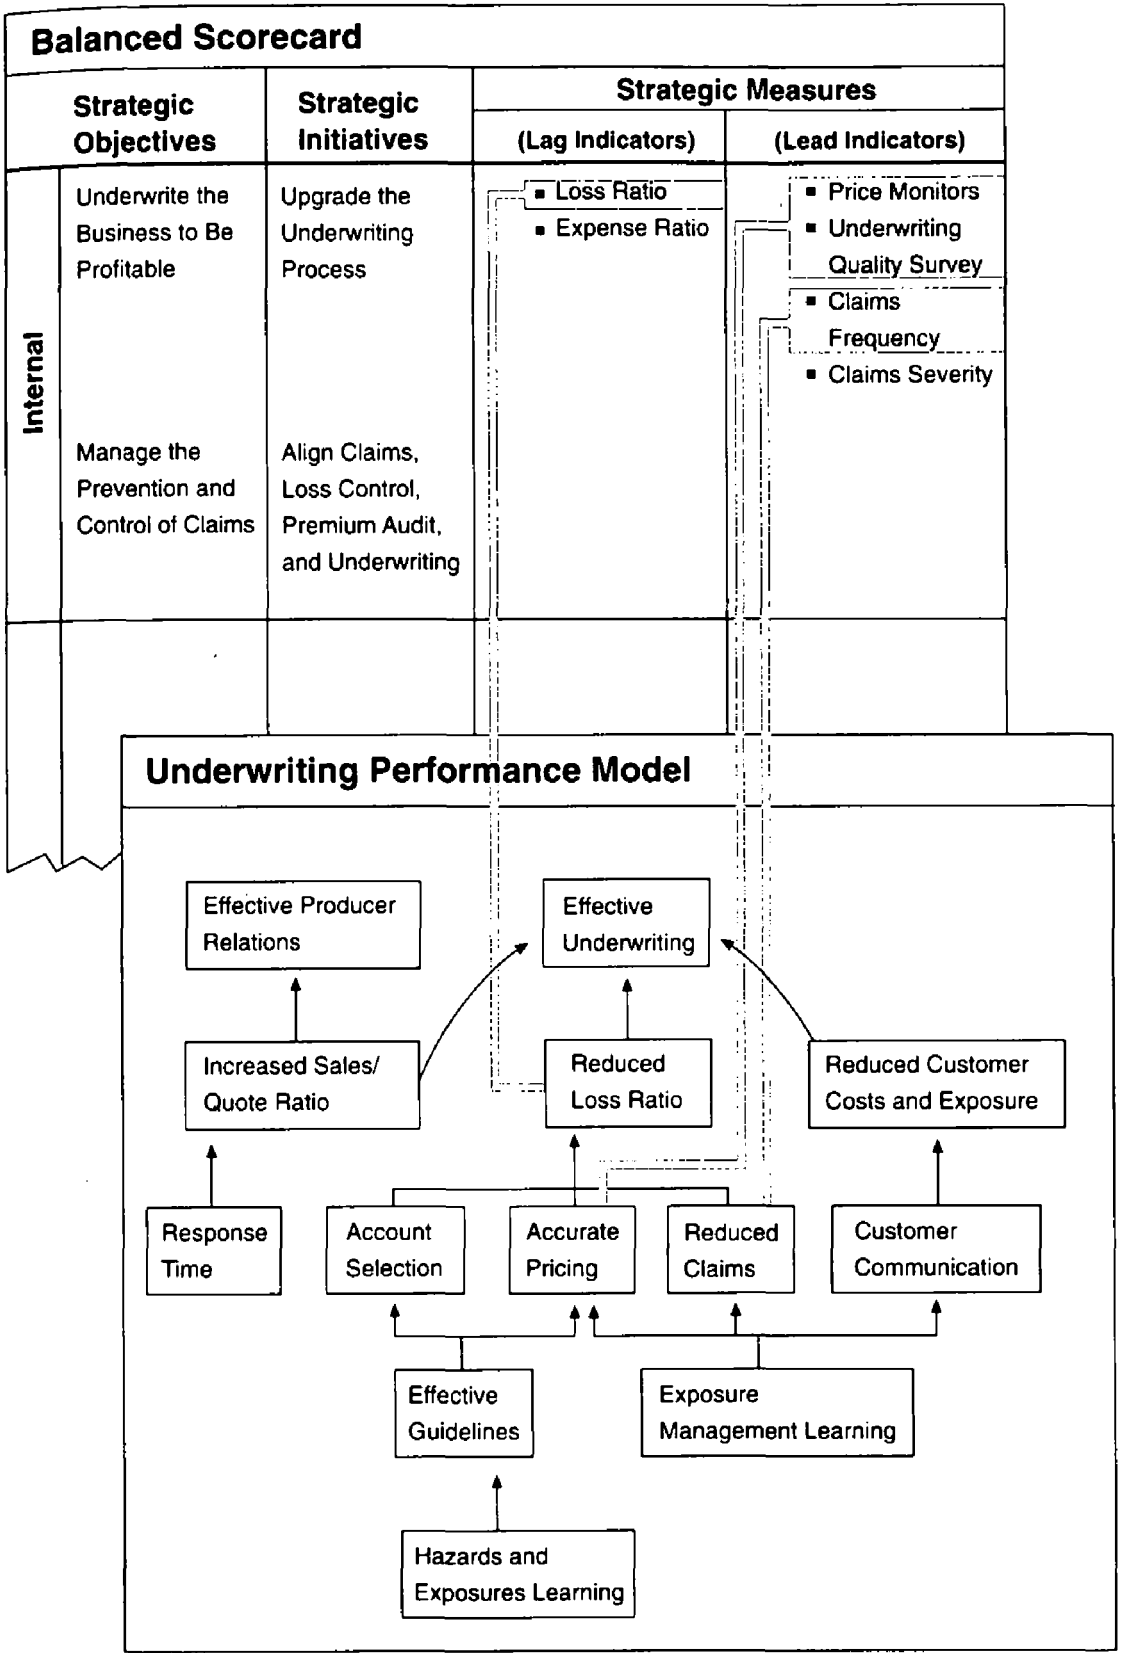 Balanced Scorecard
Strategic
Objectives
Strategic
Initiatives
Strategic Measures
(Lag Indicators)
(Lead Indicators)
Internal
Underwrite the
Business to Be
Profitable
Upgrade the
Underwriting
Process
▪ Loss Ratio
▪ Expense Ratio
▪ Price Monitors
▪ Underwriting
Quality Survey
▪ Claims
Frequency
▪ Claims Severity
Manage the
Prevention and
Control of Claims
Align Claims,
Loss Control,
Premium Audit,
and Underwriting
Underwriting Performance Model
Effective Producer
Relations
Effective
Underwriting
Increased Sales/
Quote Ratio
Reduced
Loss Ratio
Reduced Customer
Costs and Exposure
Response
Time
Account
Selection
Accurate
Pricing
Reduced
Claims
Customer
Communication
Effective
Guidelines
Exposure
Management Learning
Hazards and
Exposures Learning